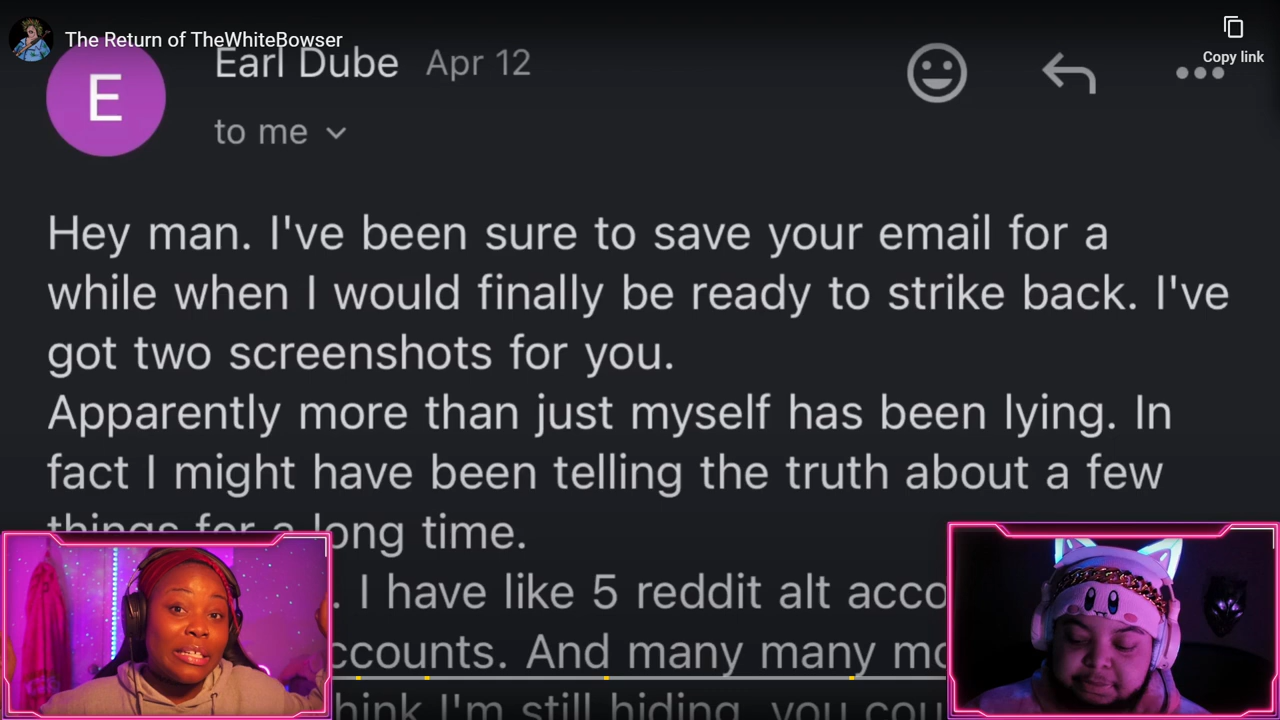 The Return of TheWhiteBowser
Copy link
E
Earl Dube Apr 12
to me
Hey man. I've been sure to save your email for a
while when I would finally be ready to strike back. I've
got two screenshots for you.
Apparently more than just myself has been lying. In
fact I might have been telling the truth about a few
things for a long time.
. I have like 5 reddit alt acco
ccounts. And many many mo
hink I'm still hiding, you cou